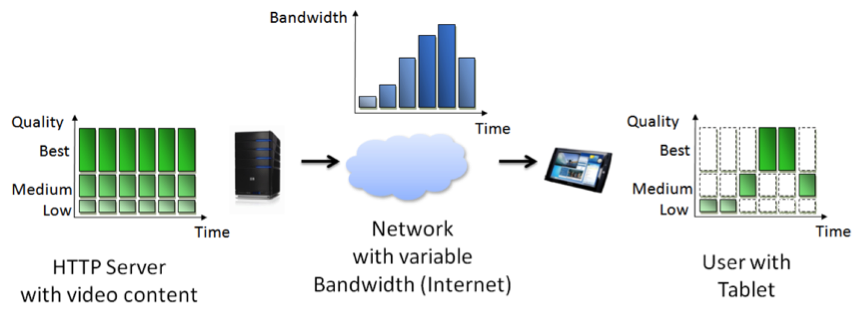 Bandwidth
Time
Quality
Best
Medium
Low
Time
HTTP Server
with video content
Network
with variable
Bandwidth (Internet)
Quality
Best
Medium
Low
Time
User with
Tablet